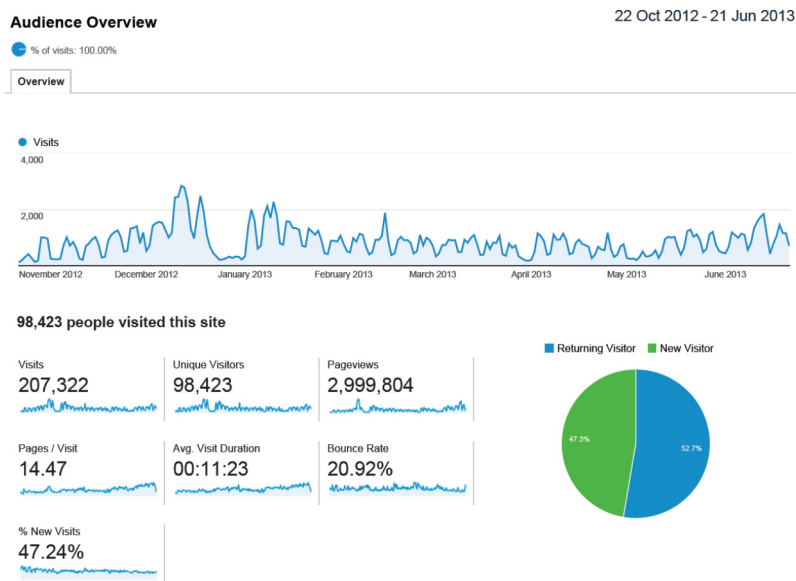 Audience Overview
22 Oct 2012 - 21 Jun 2013
% of visits: 100.00%
Overview
Visits
4,000
2,000
November 2012 December 2012 January 2013 February 2013 March 2013 April 2013 May 2013 June 2013
98,423 people visited this site
Visits
207,322
Unique Visitors
98,423
Pageviews
2,999,804
Pages / Visit
14.47
Avg. Visit Duration
00:11:23
Bounce Rate
20.92%
% New Visits
47.24%
Returning Visitor New Visitor
47.3%
52.7%